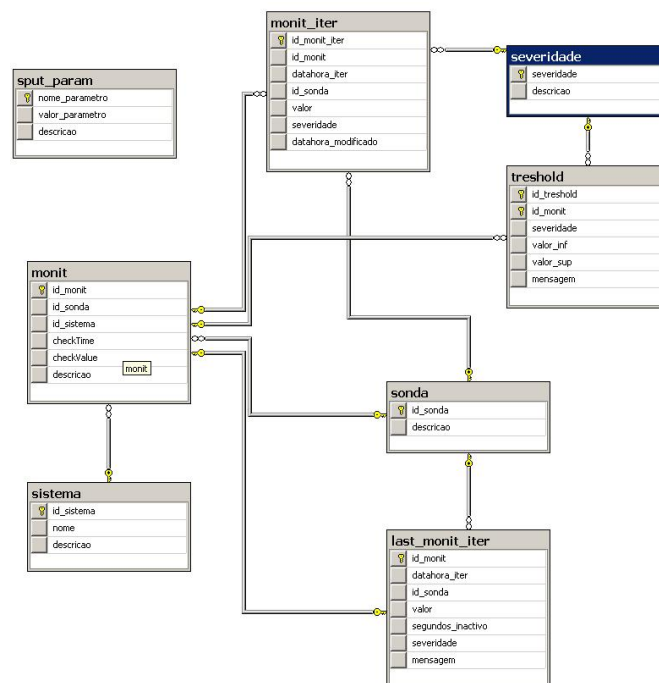 monit_iter
id_monit_iter
id_monit
datahora_iter
id_sonda
valor
severidade
datahora_modificado
severidade
severidade
descricao
sput_param
nome_parametro
valor_parametro
descricao
treshold
id_treshold
id_monit
severidade
valor_inf
valor_sup
mensagem
monit
id_monit
id_sonda
id_sistema
checkTime
checkValue
descricao
monit
sonda
id_sonda
descricao
sistema
id_sistema
nome
descricao
last_monit_iter
id_monit
datahora_iter
id_sonda
valor
segundos_inactivo
severidade
mensagem